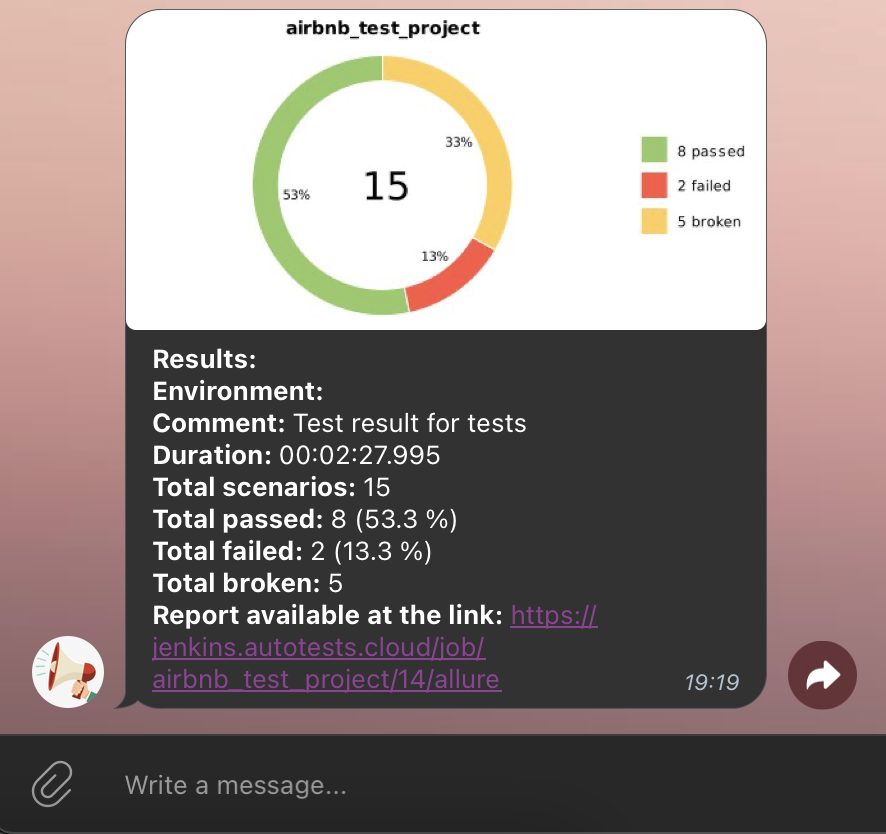 airbnb_test_project
33%
8 passed
15
2 failed
53%
5 broken
13%
Results:
Environment:
Comment: Test result for tests
Duration: 00:02:27.995
Total scenarios: 15
Total passed: 8 (53.3 %)
Total failed: 2 (13.3 %)
Total broken: 5
Report available at the link: https://
jenkins.autotests.cloud/job/
airbnb_test_project/14/allure
19:19
Write a message...